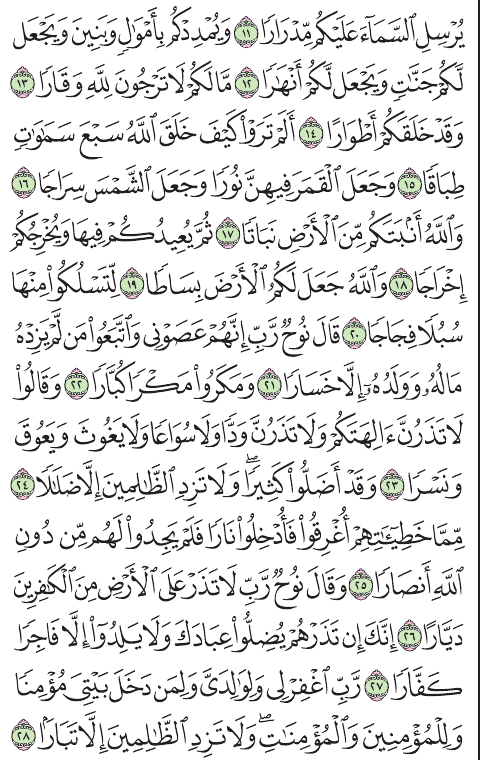 يُرْسِلِ ٱلسَّمَآءَ عَلَيْكُم مِّدْرَارًا ١١ وَيُمْدِدْكُم بِأَمْوَٰلٍ وَبَنِينَ وَيَجْعَل
لَّكُمْ جَنَّٰتٍ وَيَجْعَل لَّكُمْ أَنْهَٰرًا ١٢ مَّا لَكُمْ لَا تَرْجُونَ لِلَّهِ وَقَارًا ١٣
وَقَدْ خَلَقَكُمْ أَطْوَارًا ١٤ أَلَمْ تَرَوْا۟ كَيْفَ خَلَقَ ٱللَّهُ سَبْعَ سَمَٰوَٰتٍ
طِبَاقًا ١٥ وَجَعَلَ ٱلْقَمَرَ فِيهِنَّ نُورًا وَجَعَلَ ٱلشَّمْسَ سِرَاجًا ١٦
وَٱللَّهُ أَنۢبَتَكُم مِّنَ ٱلْأَرْضِ نَبَاتًا ١٧ ثُمَّ يُعِيدُكُمْ فِيهَا وَيُخْرِجُكُمْ
إِخْرَاجًا ١٨ وَٱللَّهُ جَعَلَ لَكُمُ ٱلْأَرْضَ بِسَاطًا ١٩ لِّتَسْلُكُوا۟ مِنْهَا
سُبُلًا فِجَاجًا ٢٠ قَالَ نُوحٌ رَّبِّ إِنَّهُمْ عَصَوْنِى وَٱتَّبَعُوا۟ مَن لَّمْ يَزِدْهُ
مَالُهُۥ وَوَلَدُهُۥٓ إِلَّا خَسَارًا ٢١ وَمَكَرُوا۟ مَكْرًا كُبَّارًا ٢٢ وَقَالُوا۟
لَا تَذَرُنَّ ءَالِهَتَكُمْ وَلَا تَذَرُنَّ وَدًّا وَلَا سُوَاعًا وَلَا يَغُوثَ وَيَعُوقَ
وَنَسْرًا ٢٣ وَقَدْ أَضَلُّوا۟ كَثِيرًا ۖ وَلَا تَزِدِ ٱلظَّٰلِمِينَ إِلَّا ضَلَٰلًا ٢٤
مِّمَّا خَطِيٓـَٰٔتِهِمْ أُغْرِقُوا۟ فَأُدْخِلُوا۟ نَارًا فَلَمْ يَجِدُوا۟ لَهُم مِّن دُونِ
ٱللَّهِ أَنصَارًا ٢٥ وَقَالَ نُوحٌ رَّبِّ لَا تَذَرْ عَلَى ٱلْأَرْضِ مِنَ ٱلْكَٰفِرِينَ
دَيَّارًا ٢٦ إِنَّكَ إِن تَذَرْهُمْ يُضِلُّوا۟ عِبَادَكَ وَلَا يَلِدُوٓا۟ إِلَّا فَاجِرًا
كَفَّارًا ٢٧ رَّبِّ ٱغْفِرْ لِى وَلِوَٰلِدَىَّ وَلِمَن دَخَلَ بَيْتِىَ مُؤْمِنًا
وَلِلْمُؤْمِنِينَ وَٱلْمُؤْمِنَٰتِ ۖ وَلَا تَزِدِ ٱلظَّٰلِمِينَ إِلَّا تَبَارًۢا ٢٨